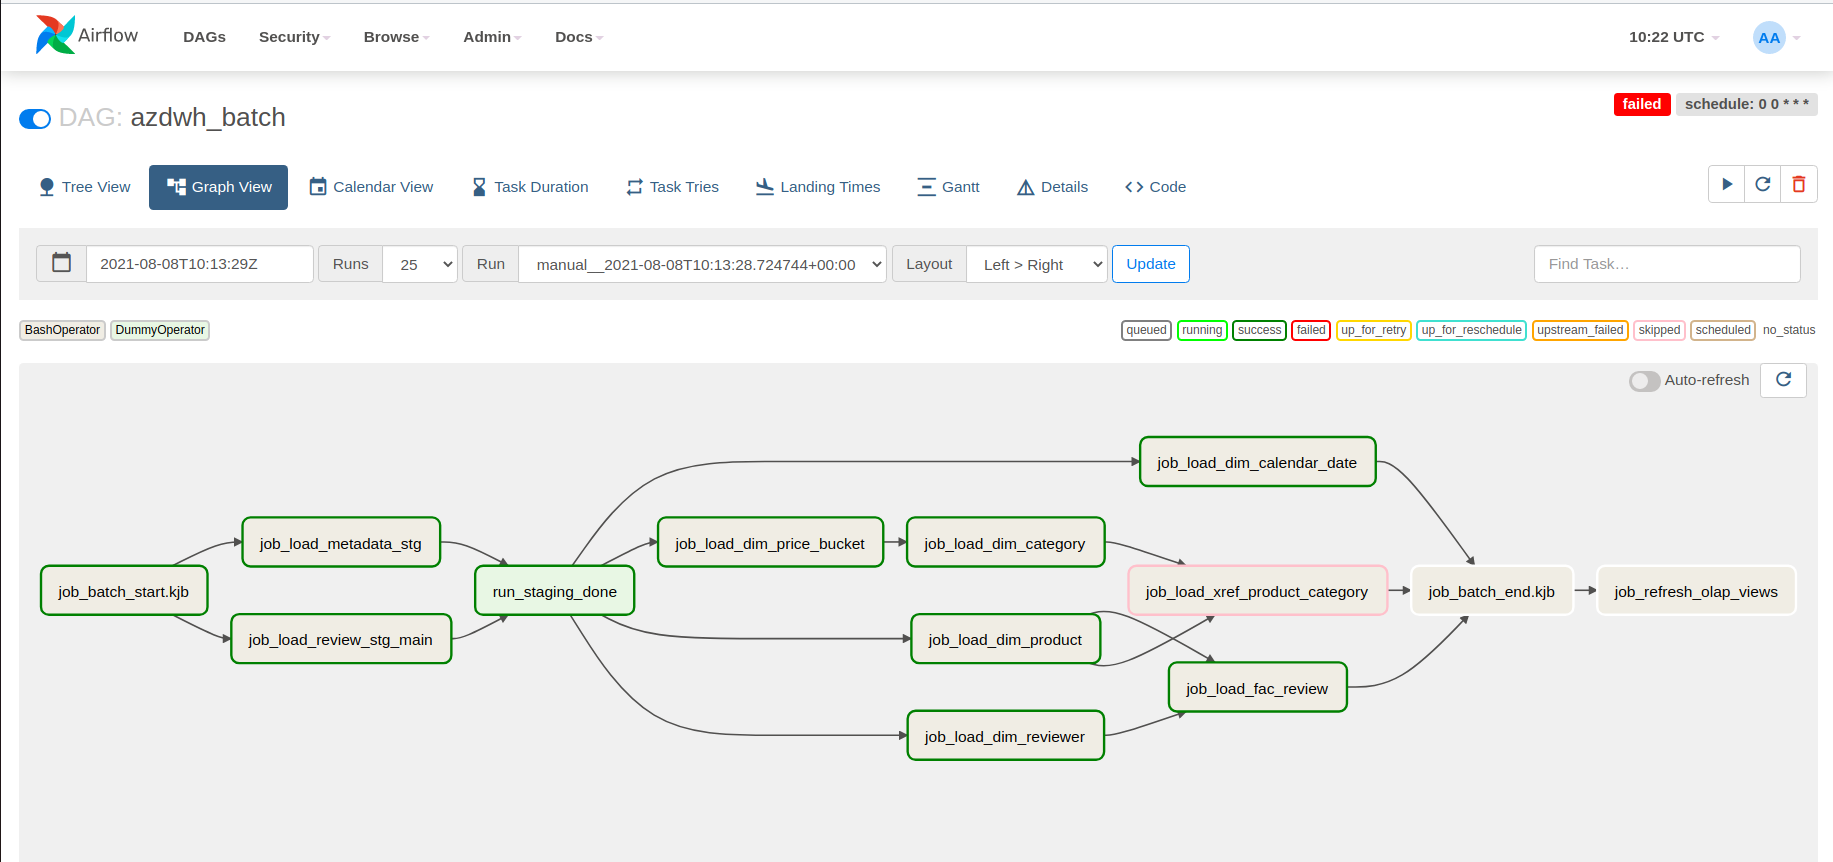 Airflow DAGs Security Browse Admin Docs 10:22 UTC AA
DAG: azdwh_batch failed schedule: 0 0 * * *
Tree View Graph View Calendar View Task Duration Task Tries Landing Times Gantt Details Code
2021-08-08T10:13:29Z Runs 25 Run manual__2021-08-08T10:13:28.724744+00:00 Layout Left > Right Update Find Task…
BashOperator DummyOperator queued running success failed up_for_retry up_for_reschedule upstream_failed skipped scheduled no_status
Auto-refresh
job_load_dim_calendar_date
job_load_metadata_stg job_load_dim_price_bucket job_load_dim_category
job_batch_start.kjb run_staging_done job_load_xref_product_category job_batch_end.kjb job_refresh_olap_views
job_load_review_stg_main job_load_dim_product
job_load_fac_review
job_load_dim_reviewer